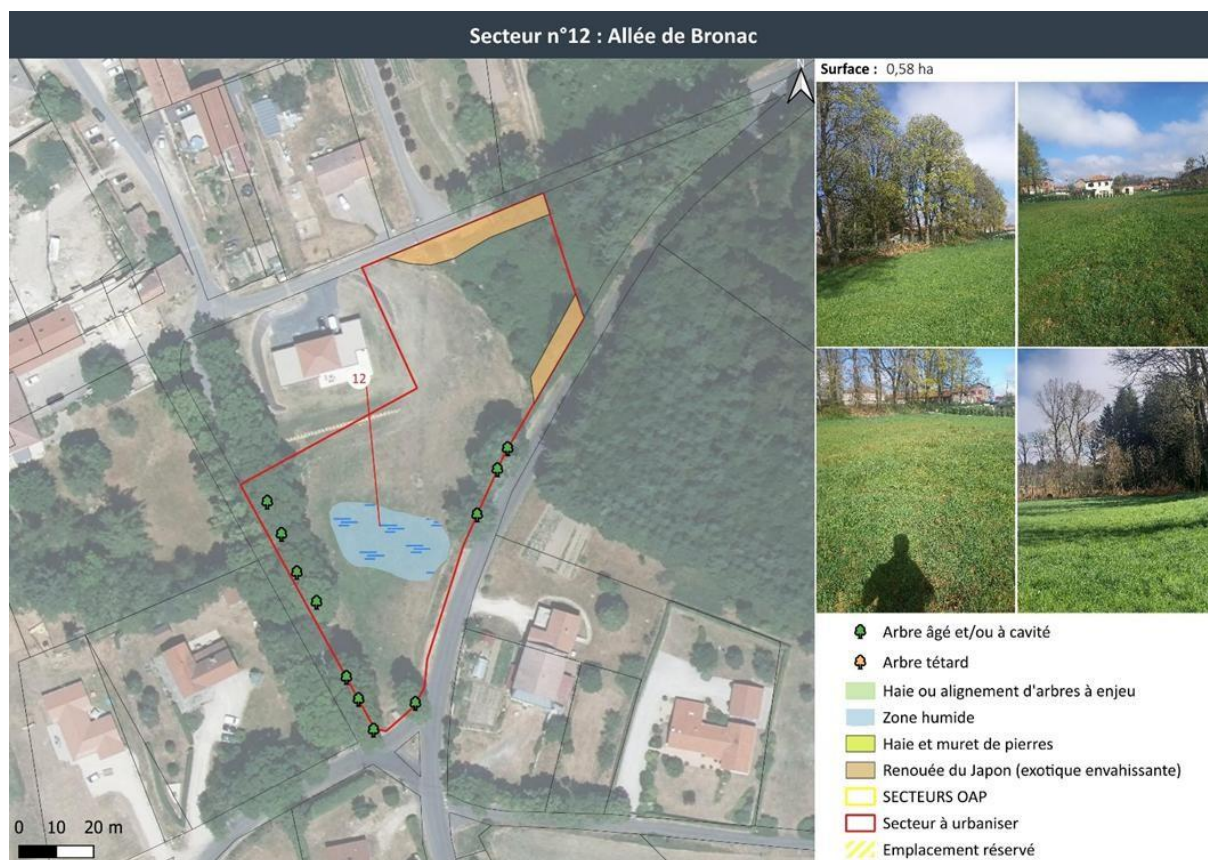 Secteur n°12 : Allée de Bronac
Surface : 0,58 ha
12
0 10 20 m
Arbre âgé et/ou à cavité
Arbre tétard
Haie ou alignement d'arbres à enjeu
Zone humide
Haie et muret de pierres
Renouée du Japon (exotique envahissante)
SECTEURS OAP
Secteur à urbaniser
Emplacement réservé